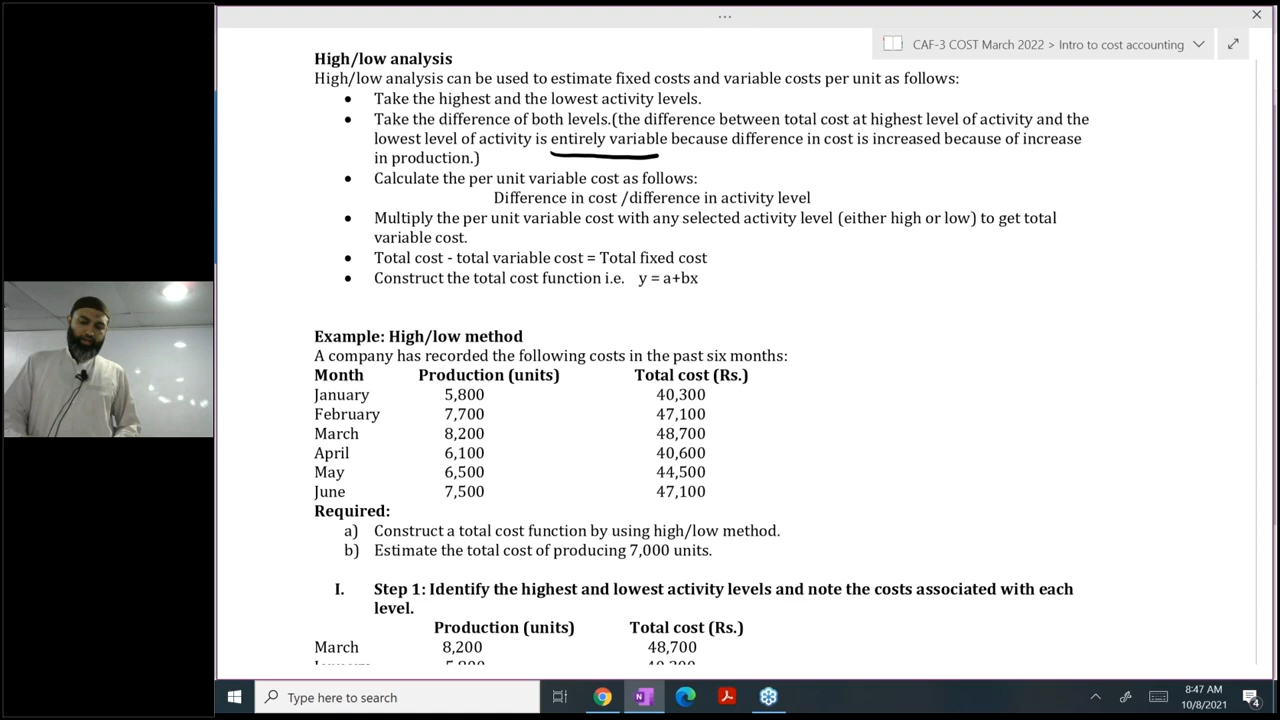 ...
CAF-3 COST March 2022 > Intro to cost accounting
High/low analysis
High/low analysis can be used to estimate fixed costs and variable costs per unit as follows:
• Take the highest and the lowest activity levels.
• Take the difference of both levels.(the difference between total cost at highest level of activity and the
lowest level of activity is entirely variable because difference in cost is increased because of increase
in production.)
• Calculate the per unit variable cost as follows:
Difference in cost /difference in activity level
• Multiply the per unit variable cost with any selected activity level (either high or low) to get total
variable cost.
• Total cost - total variable cost = Total fixed cost
• Construct the total cost function i.e. y = a+bx
Example: High/low method
A company has recorded the following costs in the past six months:
Month Production (units) Total cost (Rs.)
January 5,800 40,300
February 7,700 47,100
March 8,200 48,700
April 6,100 40,600
May 6,500 44,500
June 7,500 47,100
Required:
a) Construct a total cost function by using high/low method.
b) Estimate the total cost of producing 7,000 units.
I. Step 1: Identify the highest and lowest activity levels and note the costs associated with each
level.
Production (units) Total cost (Rs.)
March 8,200 48,700
Type here to search
8:47 AM
10/8/2021
4